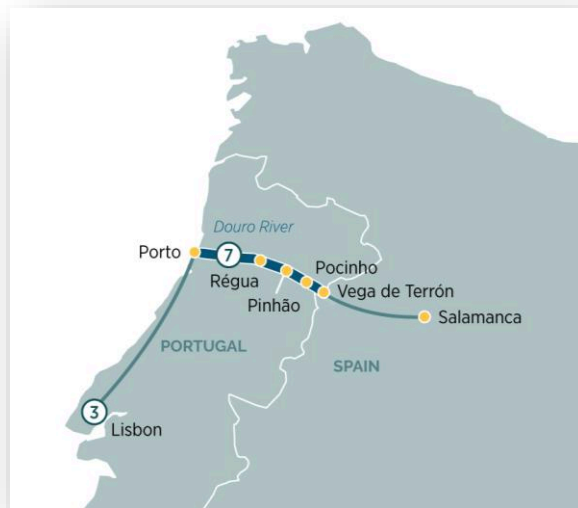 Douro River
Porto
7
Régua
Pinhão
Pocinho
Vega de Terrón
Salamanca
PORTUGAL
SPAIN
3
Lisbon